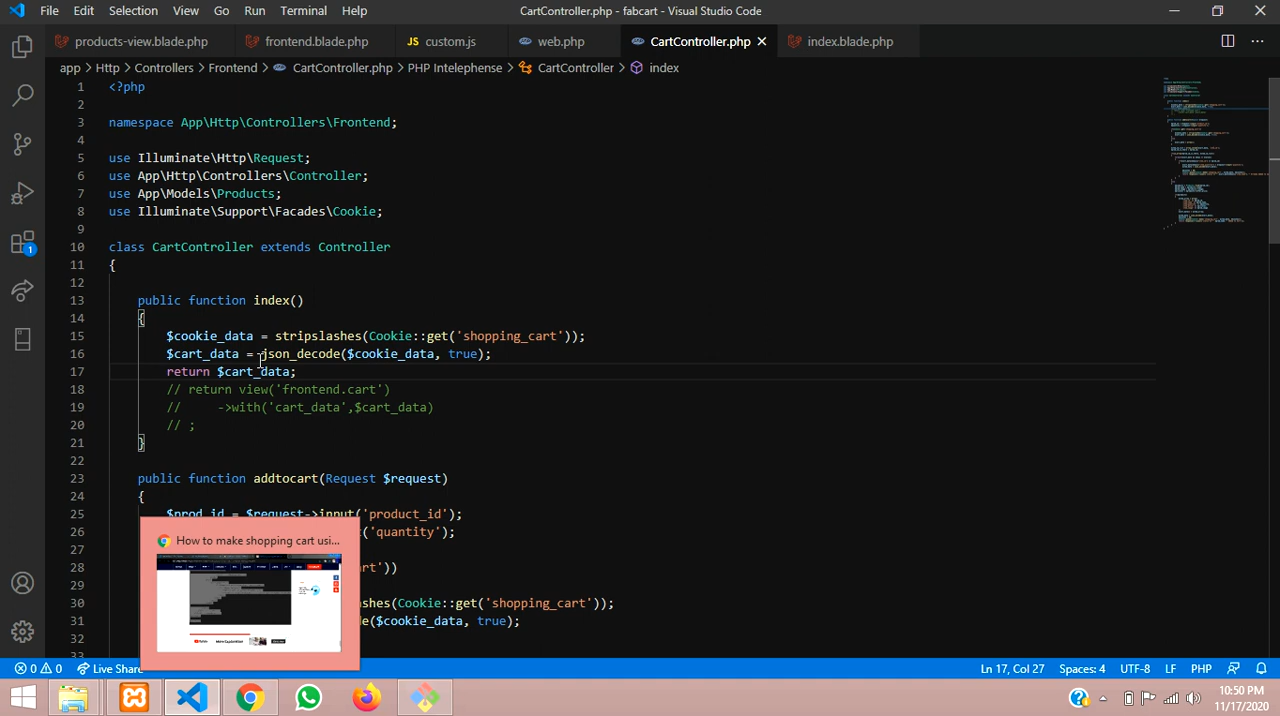 File Edit Selection View Go Run Terminal Help
CartController.php - fabcart - Visual Studio Code
products-view.blade.php frontend.blade.php JS custom.js web.php CartController.php index.blade.php
app > Http > Controllers > Frontend > CartController.php > PHP Intelephense > CartController > index
1 <?php
2
3 namespace App\Http\Controllers\Frontend;
4
5 use Illuminate\Http\Request;
6 use App\Http\Controllers\Controller;
7 use App\Models\Products;
8 use Illuminate\Support\Facades\Cookie;
9
10 class CartController extends Controller
11 {
12
13 public function index()
14 {
15 $cookie_data = stripslashes(Cookie::get('shopping_cart'));
16 $cart_data = json_decode($cookie_data, true);
17 return $cart_data;
18 // return view('frontend.cart')
19 // ->with('cart_data',$cart_data)
20 // ;
21 }
22
23 public function addtocart(Request $request)
24 {
25 $prod_id = $request->input('product_id');
26 t('quantity');
27
28 rt'))
29
30 shes(Cookie::get('shopping_cart'));
31 de($cookie_data, true);
32
33
How to make shopping cart usi...
1
0 0 Live Share
Ln 17, Col 27 Spaces: 4 UTF-8 LF PHP
10:50 PM
11/17/2020